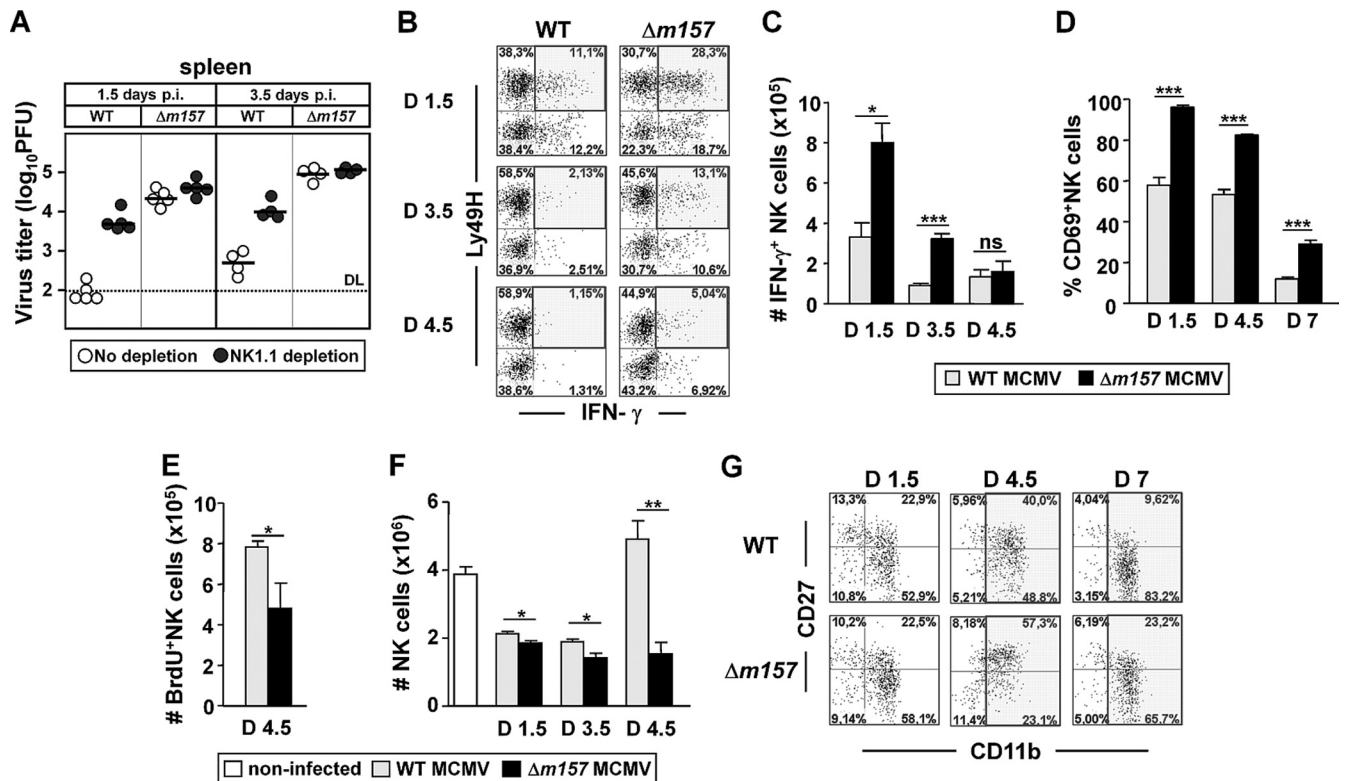 A
spleen
1.5 days p.i. 3.5 days p.i.
WT Δm157 WT Δm157
Virus titer (log10PFU)
5
4
3
2
DL
No depletion NK1.1 depletion
B
WT Δm157
D 1.5
38,3% 11,1% 30,7% 28,3%
38,4% 12,2% 22,3% 18,7%
D 3.5
58,5% 2,13% 45,6% 13,1%
36,9% 2,51% 30,7% 10,6%
D 4.5
58,9% 1,15% 44,9% 5,04%
38,6% 1,31% 43,2% 6,92%
Ly49H
IFN- γ
C
# IFN-γ+ NK cells (x10⁵)
10
8
6
4
2
0
* *** ns
D 1.5 D 3.5 D 4.5
D
% CD69+NK cells
100
80
60
40
20
0
*** *** ***
D 1.5 D 4.5 D 7
WT MCMV Δm157 MCMV
E
# BrdU+NK cells (x10⁵)
10
8
6
4
2
0
*
D 4.5
F
# NK cells (x10⁶)
6
4
2
0
* * **
D 1.5 D 3.5 D 4.5
non-infected WT MCMV Δm157 MCMV
G
D 1.5 D 4.5 D 7
WT
13,3% 22,9% 5,96% 40,0% 4,04% 9,62%
10,8% 52,9% 5,21% 48,8% 3,15% 83,2%
CD27
Δm157
10,2% 22,5% 8,18% 57,3% 6,19% 23,2%
9,14% 58,1% 11,4% 23,1% 5,00% 65,7%
CD11b